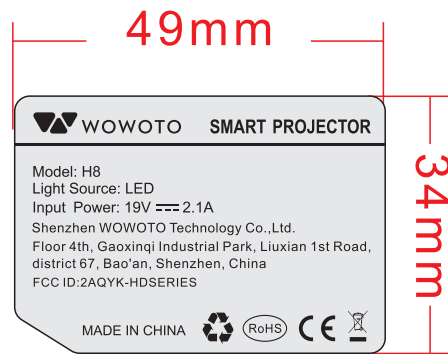 49mm
WOWOTO SMART PROJECTOR
Model: H8
Light Source: LED
Input Power: 19V 2.1A
Shenzhen WOWOTO Technology Co.,Ltd.
Floor 4th, Gaoxinqi Industrial Park, Liuxian 1st Road,
district 67, Bao'an, Shenzhen, China
FCC ID:2AQYK-HDSERIES
MADE IN CHINA RoHS CE
34mm